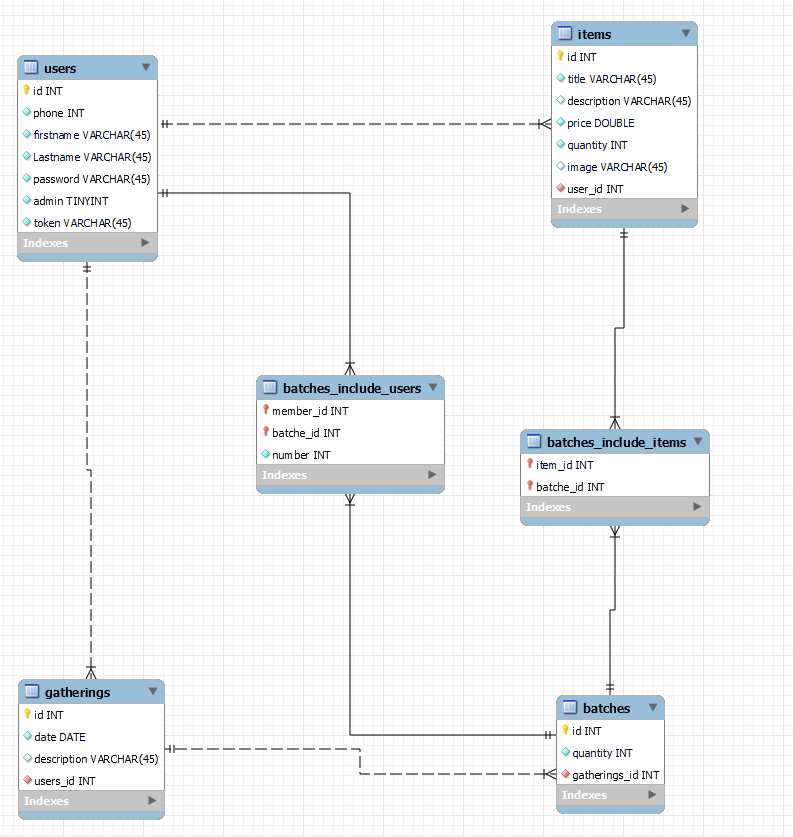 users
id INT
phone INT
firstname VARCHAR(45)
Lastname VARCHAR(45)
password VARCHAR(45)
admin TINYINT
token VARCHAR(45)
Indexes
items
id INT
title VARCHAR(45)
description VARCHAR(45)
price DOUBLE
quantity INT
image VARCHAR(45)
user_id INT
Indexes
batches_include_users
member_id INT
batche_id INT
number INT
Indexes
batches_include_items
item_id INT
batche_id INT
Indexes
gatherings
id INT
date DATE
description VARCHAR(45)
users_id INT
Indexes
batches
id INT
quantity INT
gatherings_id INT
Indexes